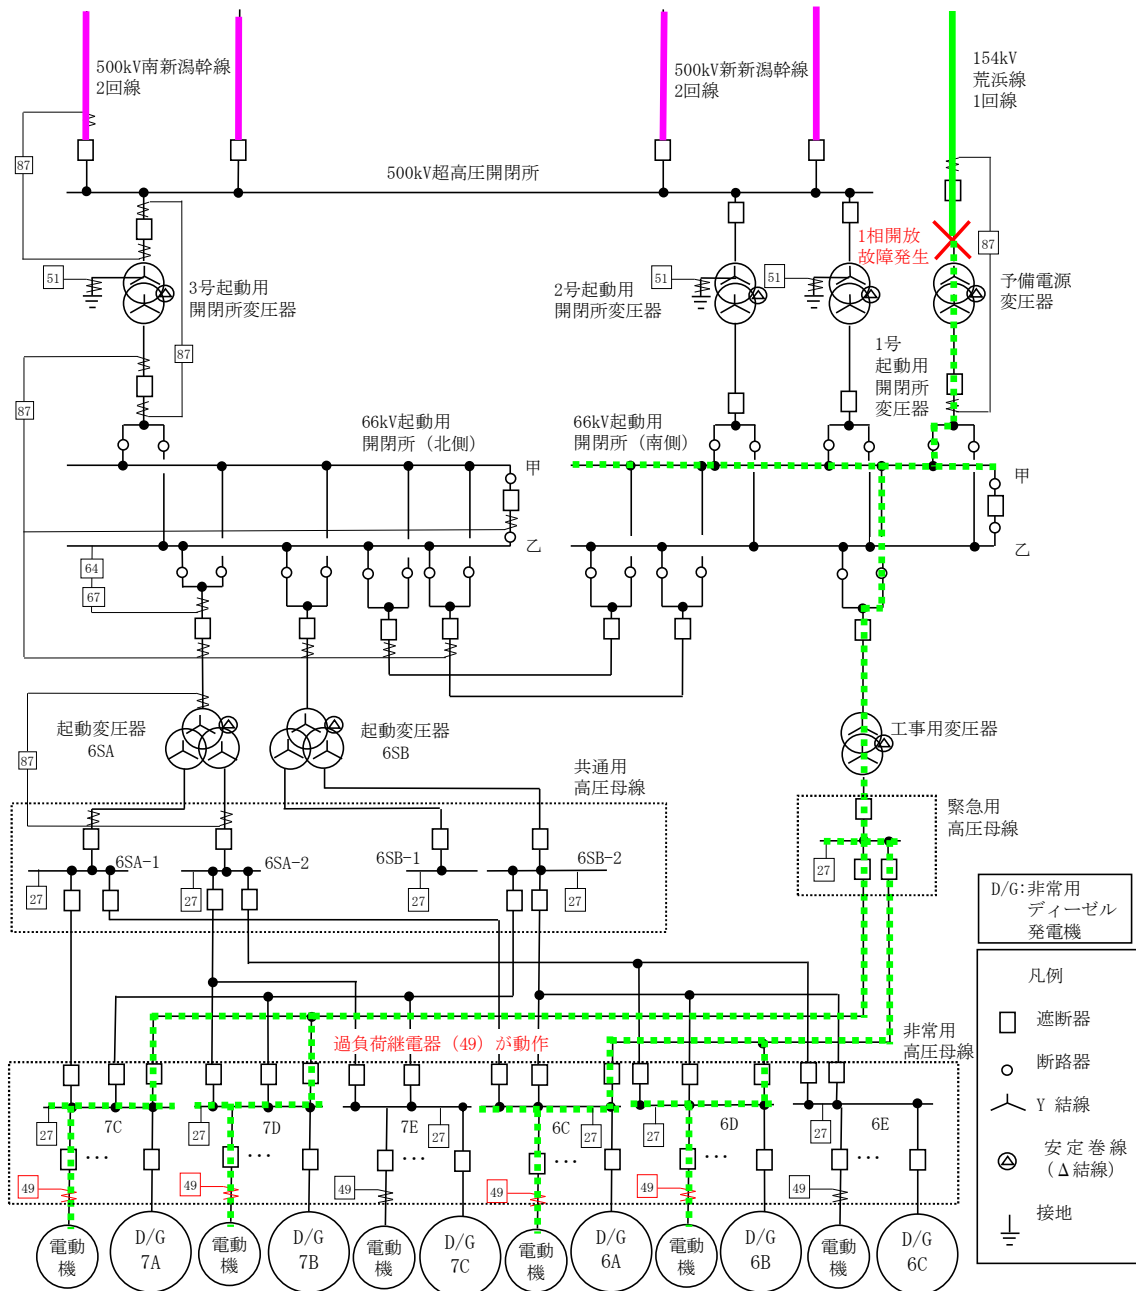 500kV南新潟幹線
2回線
500kV新新潟幹線
2回線
154kV
荒浜線
1回線
87
500kV超高圧開閉所
1相開放
故障発生
87
51
3号起動用
開閉所変圧器
51
2号起動用
開閉所変圧器
51
予備電源
変圧器
87
1号
起動用
開閉所
変圧器
87
66kV起動用
開閉所（北側）
66kV起動用
開閉所（南側）
甲
甲
乙
乙
64
67
起動変圧器
6SA
起動変圧器
6SB
工事用変圧器
87
共通用
高圧母線
緊急用
高圧母線
6SA-1
6SA-2
6SB-1
6SB-2
27
27
27
27
27
D/G:非常用
ディーゼル
発電機
凡例
遮断器
断路器
Y 結線
安定巻線
(Δ結線)
接地
過負荷継電器（49）が動作
非常用
高圧母線
27
7C
27
7D
7E
27
6C
27
27
6D
27
6E
…
…
…
…
…
…
49
49
49
49
49
49
電動
機
D/G
7A
電動
機
D/G
7B
電動
機
D/G
7C
電動
機
D/G
6A
電動
機
D/G
6B
電動
機
D/G
6C